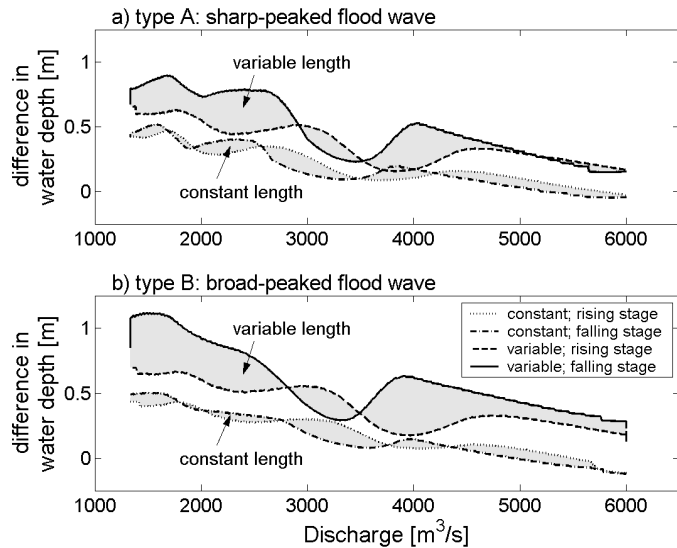 a) type A: sharp-peaked flood wave
difference in
water depth [m]
1
0.5
0
variable length
constant length
1000 2000 3000 4000 5000 6000
b) type B: broad-peaked flood wave
difference in
water depth [m]
1
0.5
0
variable length
constant length
constant; rising stage
constant; falling stage
variable; rising stage
variable; falling stage
1000 2000 3000 4000 5000 6000
Discharge [m³/s]